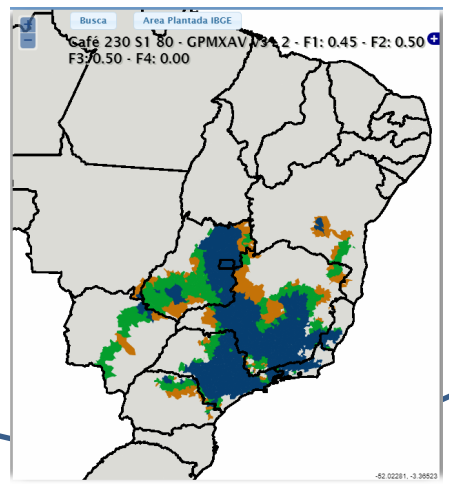 Busca Area Plantada IBGE
Café 230 S1 80 - GPMXAV V34 2 - F1: 0.45 - F2: 0.50
F3: 0.50 - F4: 0.00
-52.02281, -3.36523